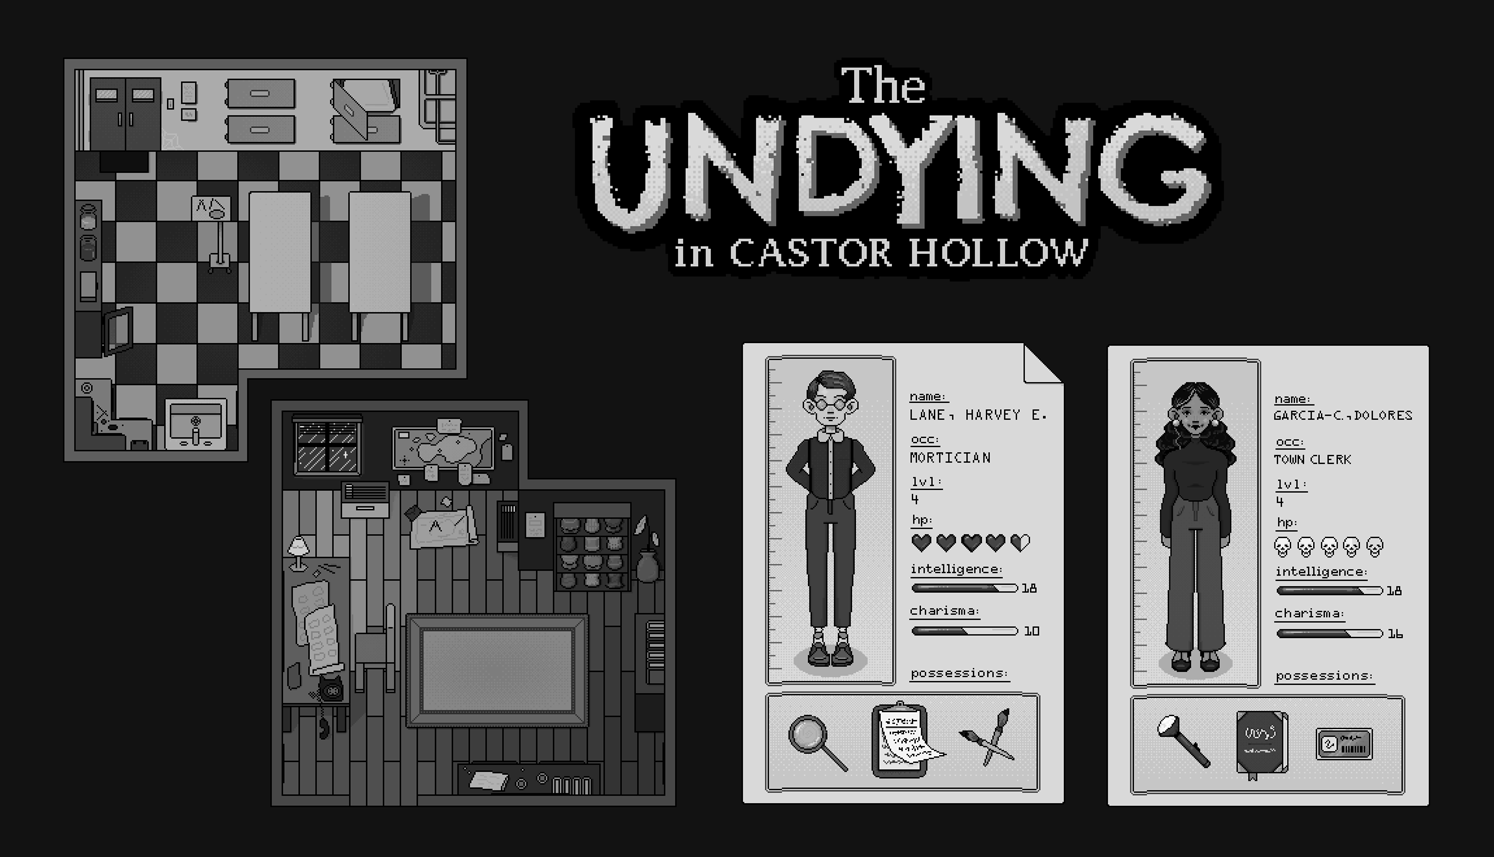 The
UNDYING
in CASTOR HOLLOW
name:
LANE, HARVEY E.
occ:
MORTICIAN
lvl:
4
hp:
intelligence:
18
charisma:
10
possessions:
name:
GARCIA-C.,DOLORES
occ:
TOWN CLERK
lvl:
4
hp:
intelligence:
18
charisma:
16
possessions: